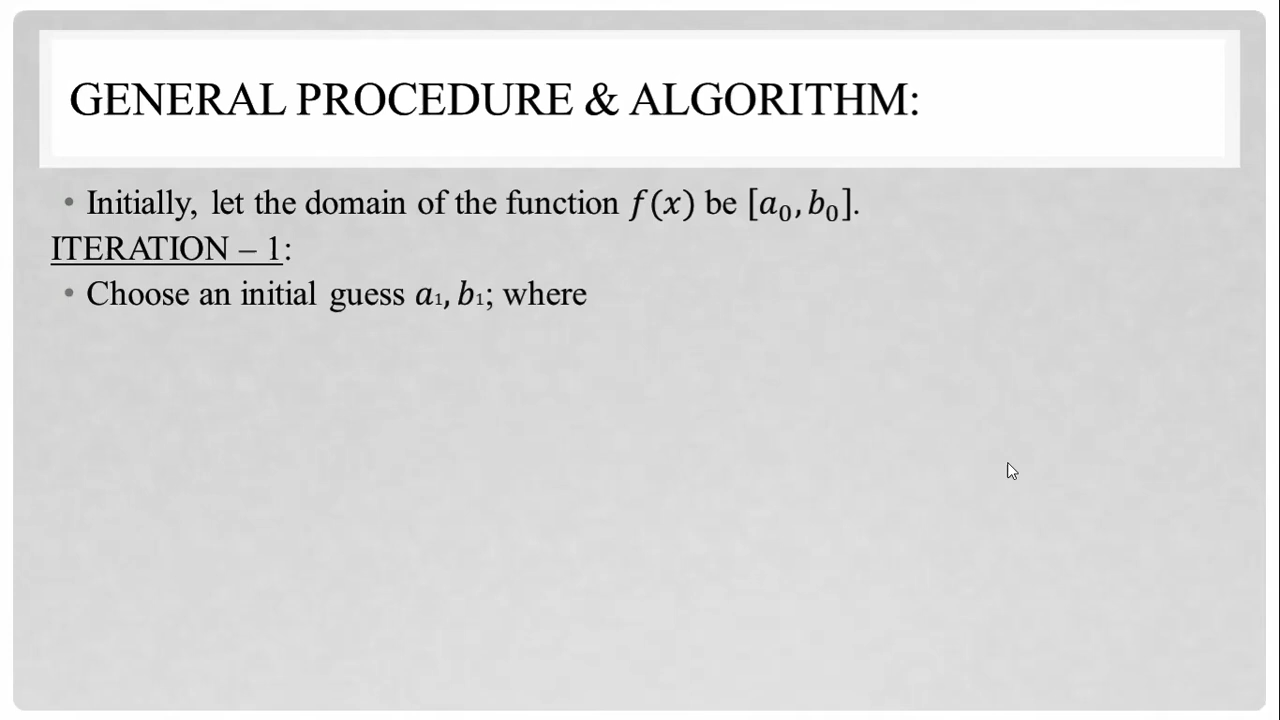 GENERAL PROCEDURE & ALGORITHM:
• Initially, let the domain of the function 𝑓(𝑥) be [𝑎₀, 𝑏₀].
ITERATION – 1:
• Choose an initial guess 𝑎₁, 𝑏₁; where